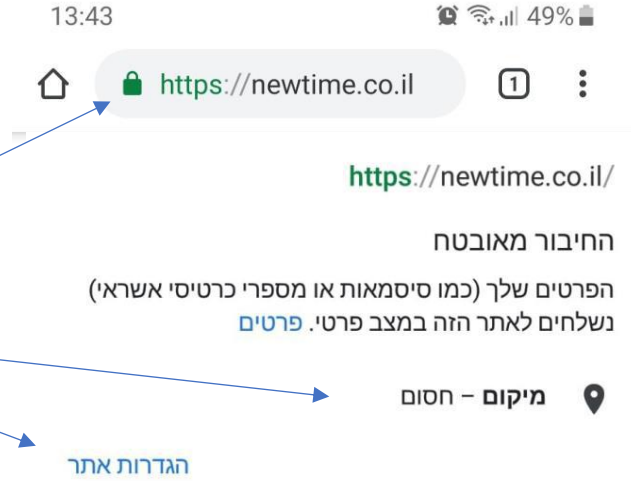 13:43 49%
https://newtime.co.il 1
https://newtime.co.il/
החיבור מאובטח
הפרטים שלך (כמו סיסמאות או מספרי כרטיסי אשראי)
נשלחים לאתר הזה במצב פרטי. פרטים
מיקום – חסום
הגדרות אתר